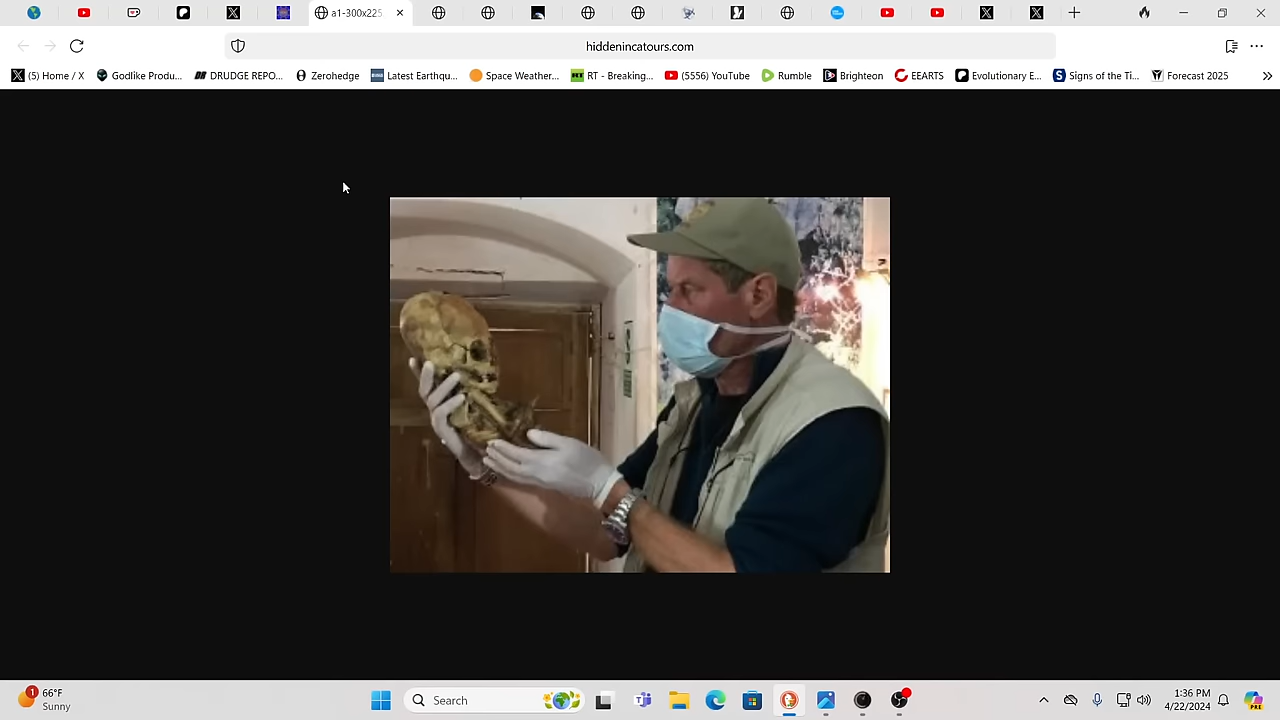 a1-300x225
hiddenincatours.com
(5) Home / X
Godlike Produ...
DRUDGE REPO...
Zerohedge
Latest Earthqu...
Space Weather...
RT - Breaking...
(5556) YouTube
Rumble
Brighteon
EEARTS
Evolutionary E...
Signs of the Ti...
Forecast 2025
1
66°F
Sunny
Search
1:36 PM
4/22/2024
PRE